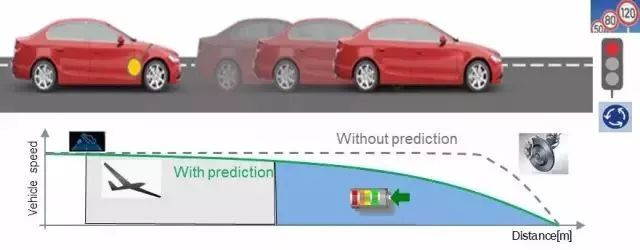 50
80
120
Without prediction
With prediction
Vehicle speed
Distance[m]